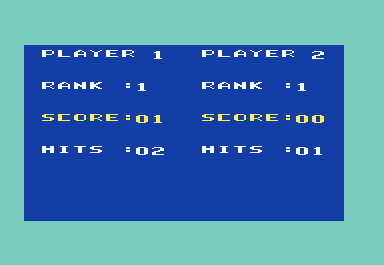 PLAYER 1 PLAYER 2
RANK :1 RANK :1
SCORE:01 SCORE:00
HITS :02 HITS :01